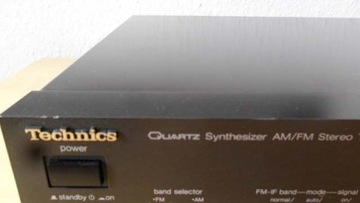 Technics
QUARTZ Synthesizer AM/FM Stereo
power
standby on
band selector
FM AM
FM-IF band mode signal
normal/ auto/
on